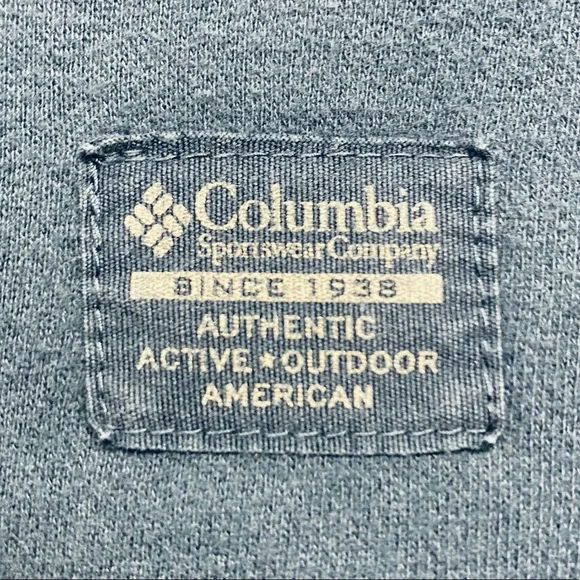 Columbia
Sportswear Company
SINCE 1938
AUTHENTIC
ACTIVE★OUTDOOR
AMERICAN